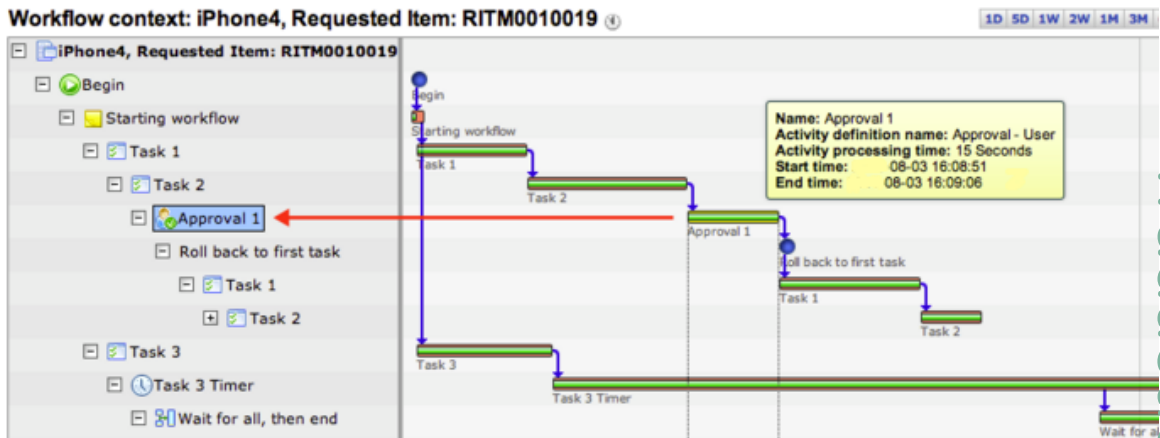 Workflow context: iPhone4, Requested Item: RITM0010019
1D 5D 1W 2W 1M 3M
iPhone4, Requested Item: RITM0010019
Begin
Starting workflow
Task 1
Task 2
Approval 1
Roll back to first task
Task 1
Task 2
Task 3
Task 3 Timer
Wait for all, then end
Begin
Starting workflow
Task 1
Task 2
Approval 1
Roll back to first task
Task 1
Task 2
Task 3
Task 3 Timer
Wait for al
Name: Approval 1
Activity definition name: Approval - User
Activity processing time: 15 Seconds
Start time: 08-03 16:08:51
End time: 08-03 16:09:06